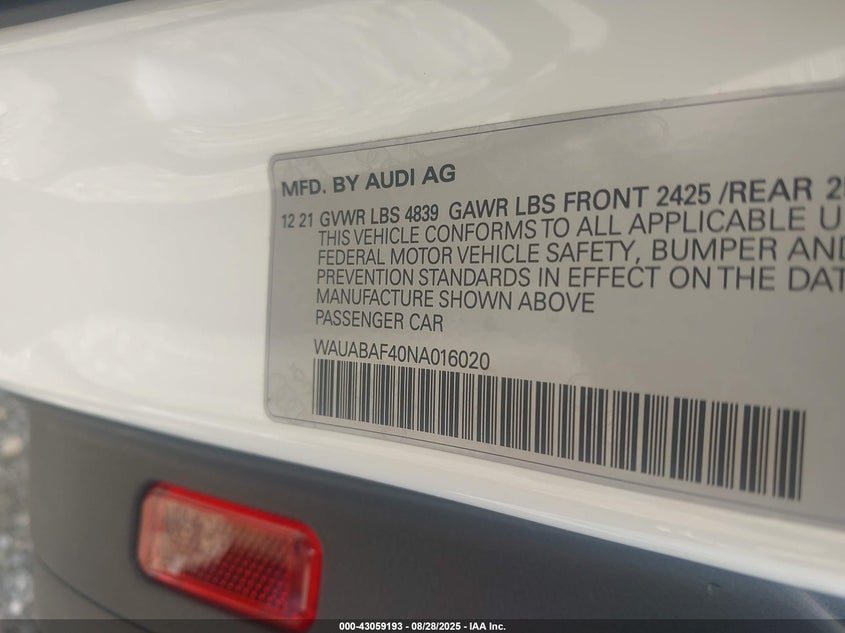 MFD. BY AUDI AG
12 21 GVWR LBS 4839 GAWR LBS FRONT 2425 /REAR
THIS VEHICLE CONFORMS TO ALL APPLICABLE
FEDERAL MOTOR VEHICLE SAFETY, BUMPER AND
PREVENTION STANDARDS IN EFFECT ON THE
MANUFACTURE SHOWN ABOVE
PASSENGER CAR
WAUABAF40NA016020
000-43059193 - 08/28/2025 - IAA Inc.